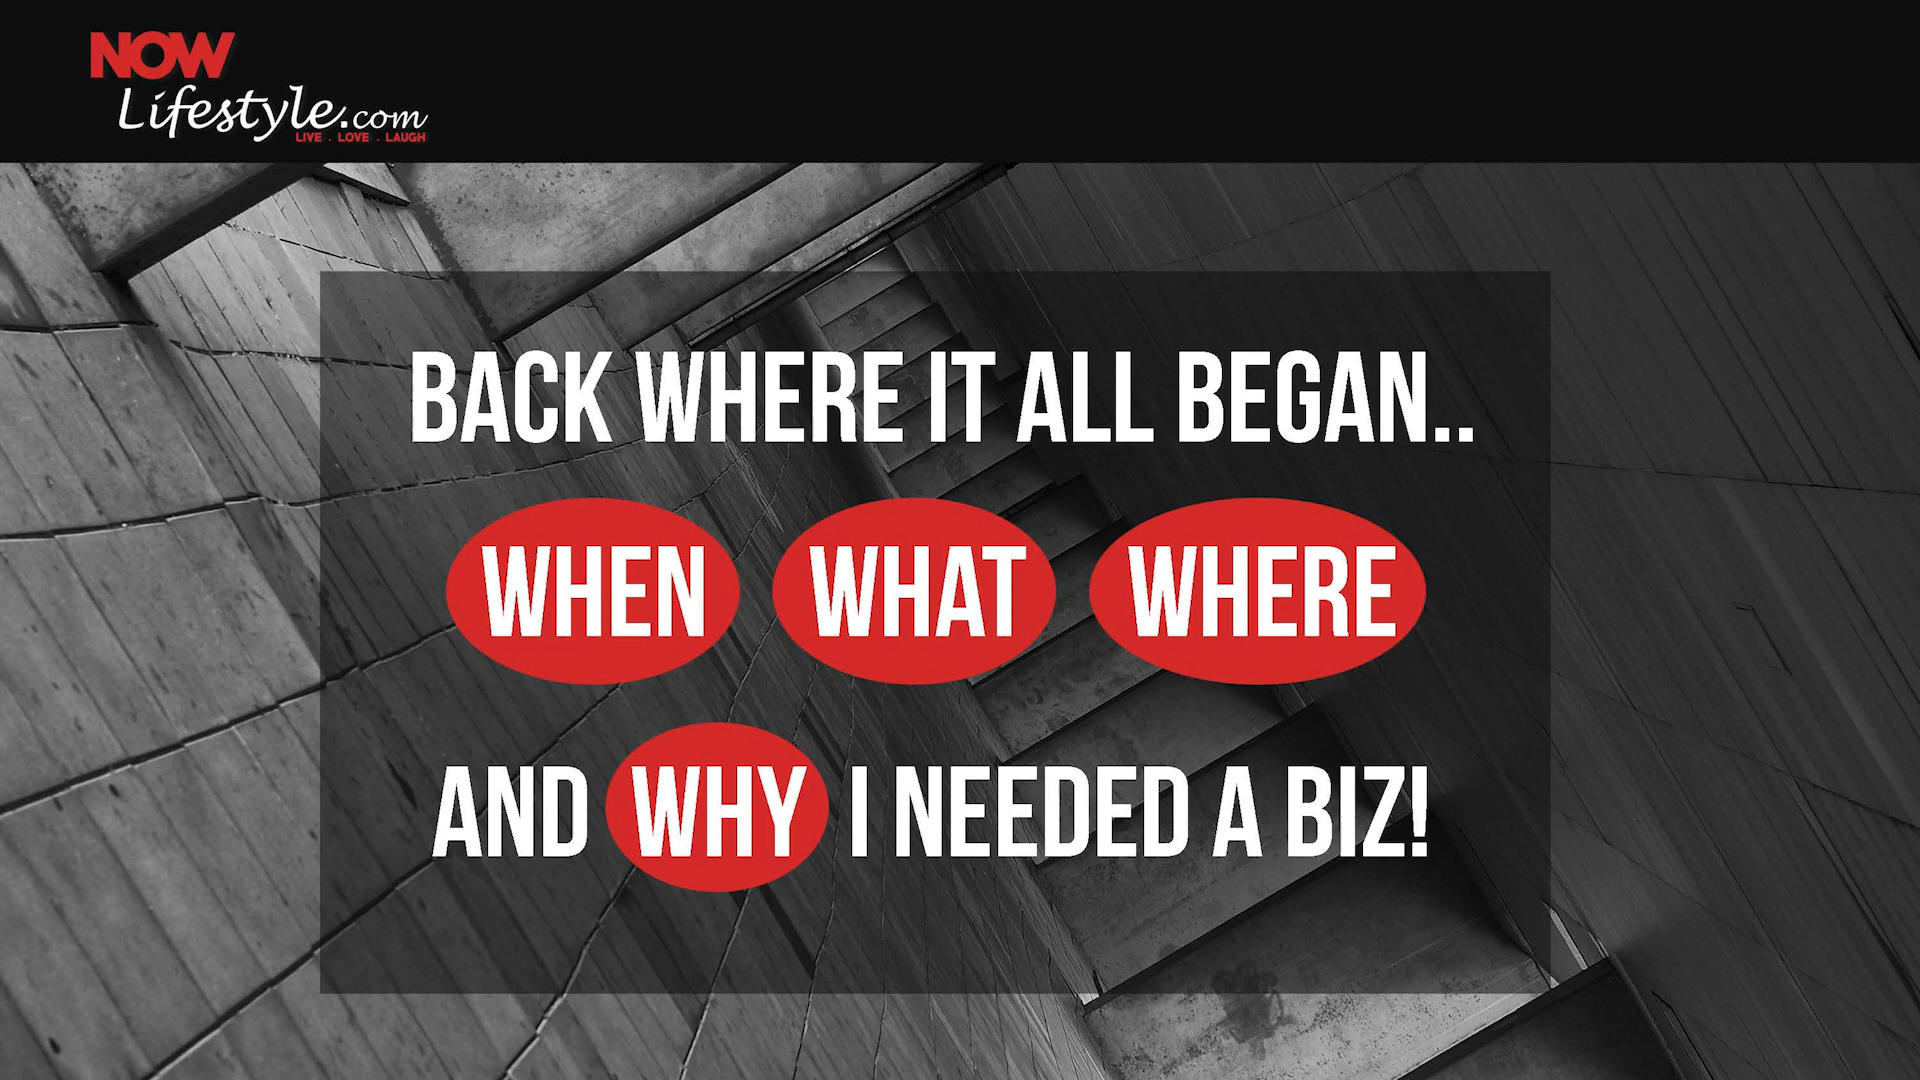 NOW
Lifestyle.com
LIVE . LOVE . LAUGH
BACK WHERE IT ALL BEGAN..
WHEN WHAT WHERE
AND WHY I NEEDED A BIZ!